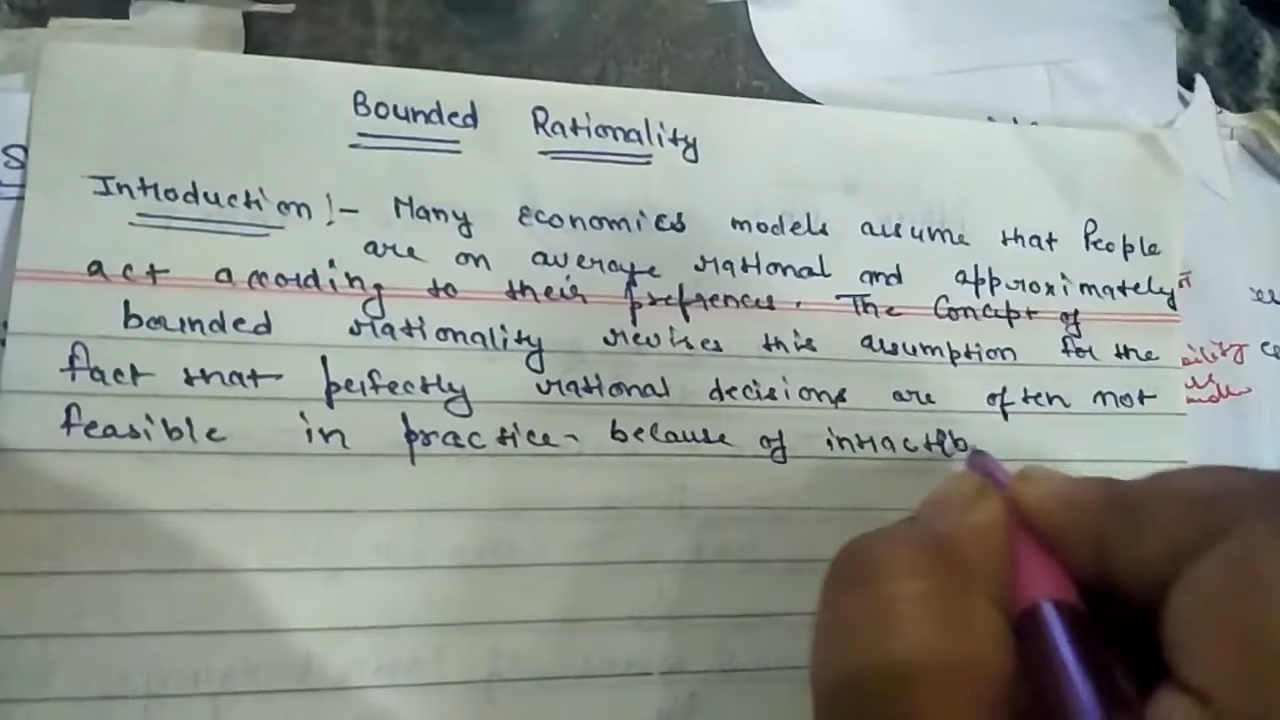 Bounded Rationality
Introduction!- Many economics models assume that People
are on average rational and approximately
act according to their prefrences. The Concept of
bounded rationality revises this assumption for the
fact that perfectly rational decisions are often not
feasible in practice because of intractb